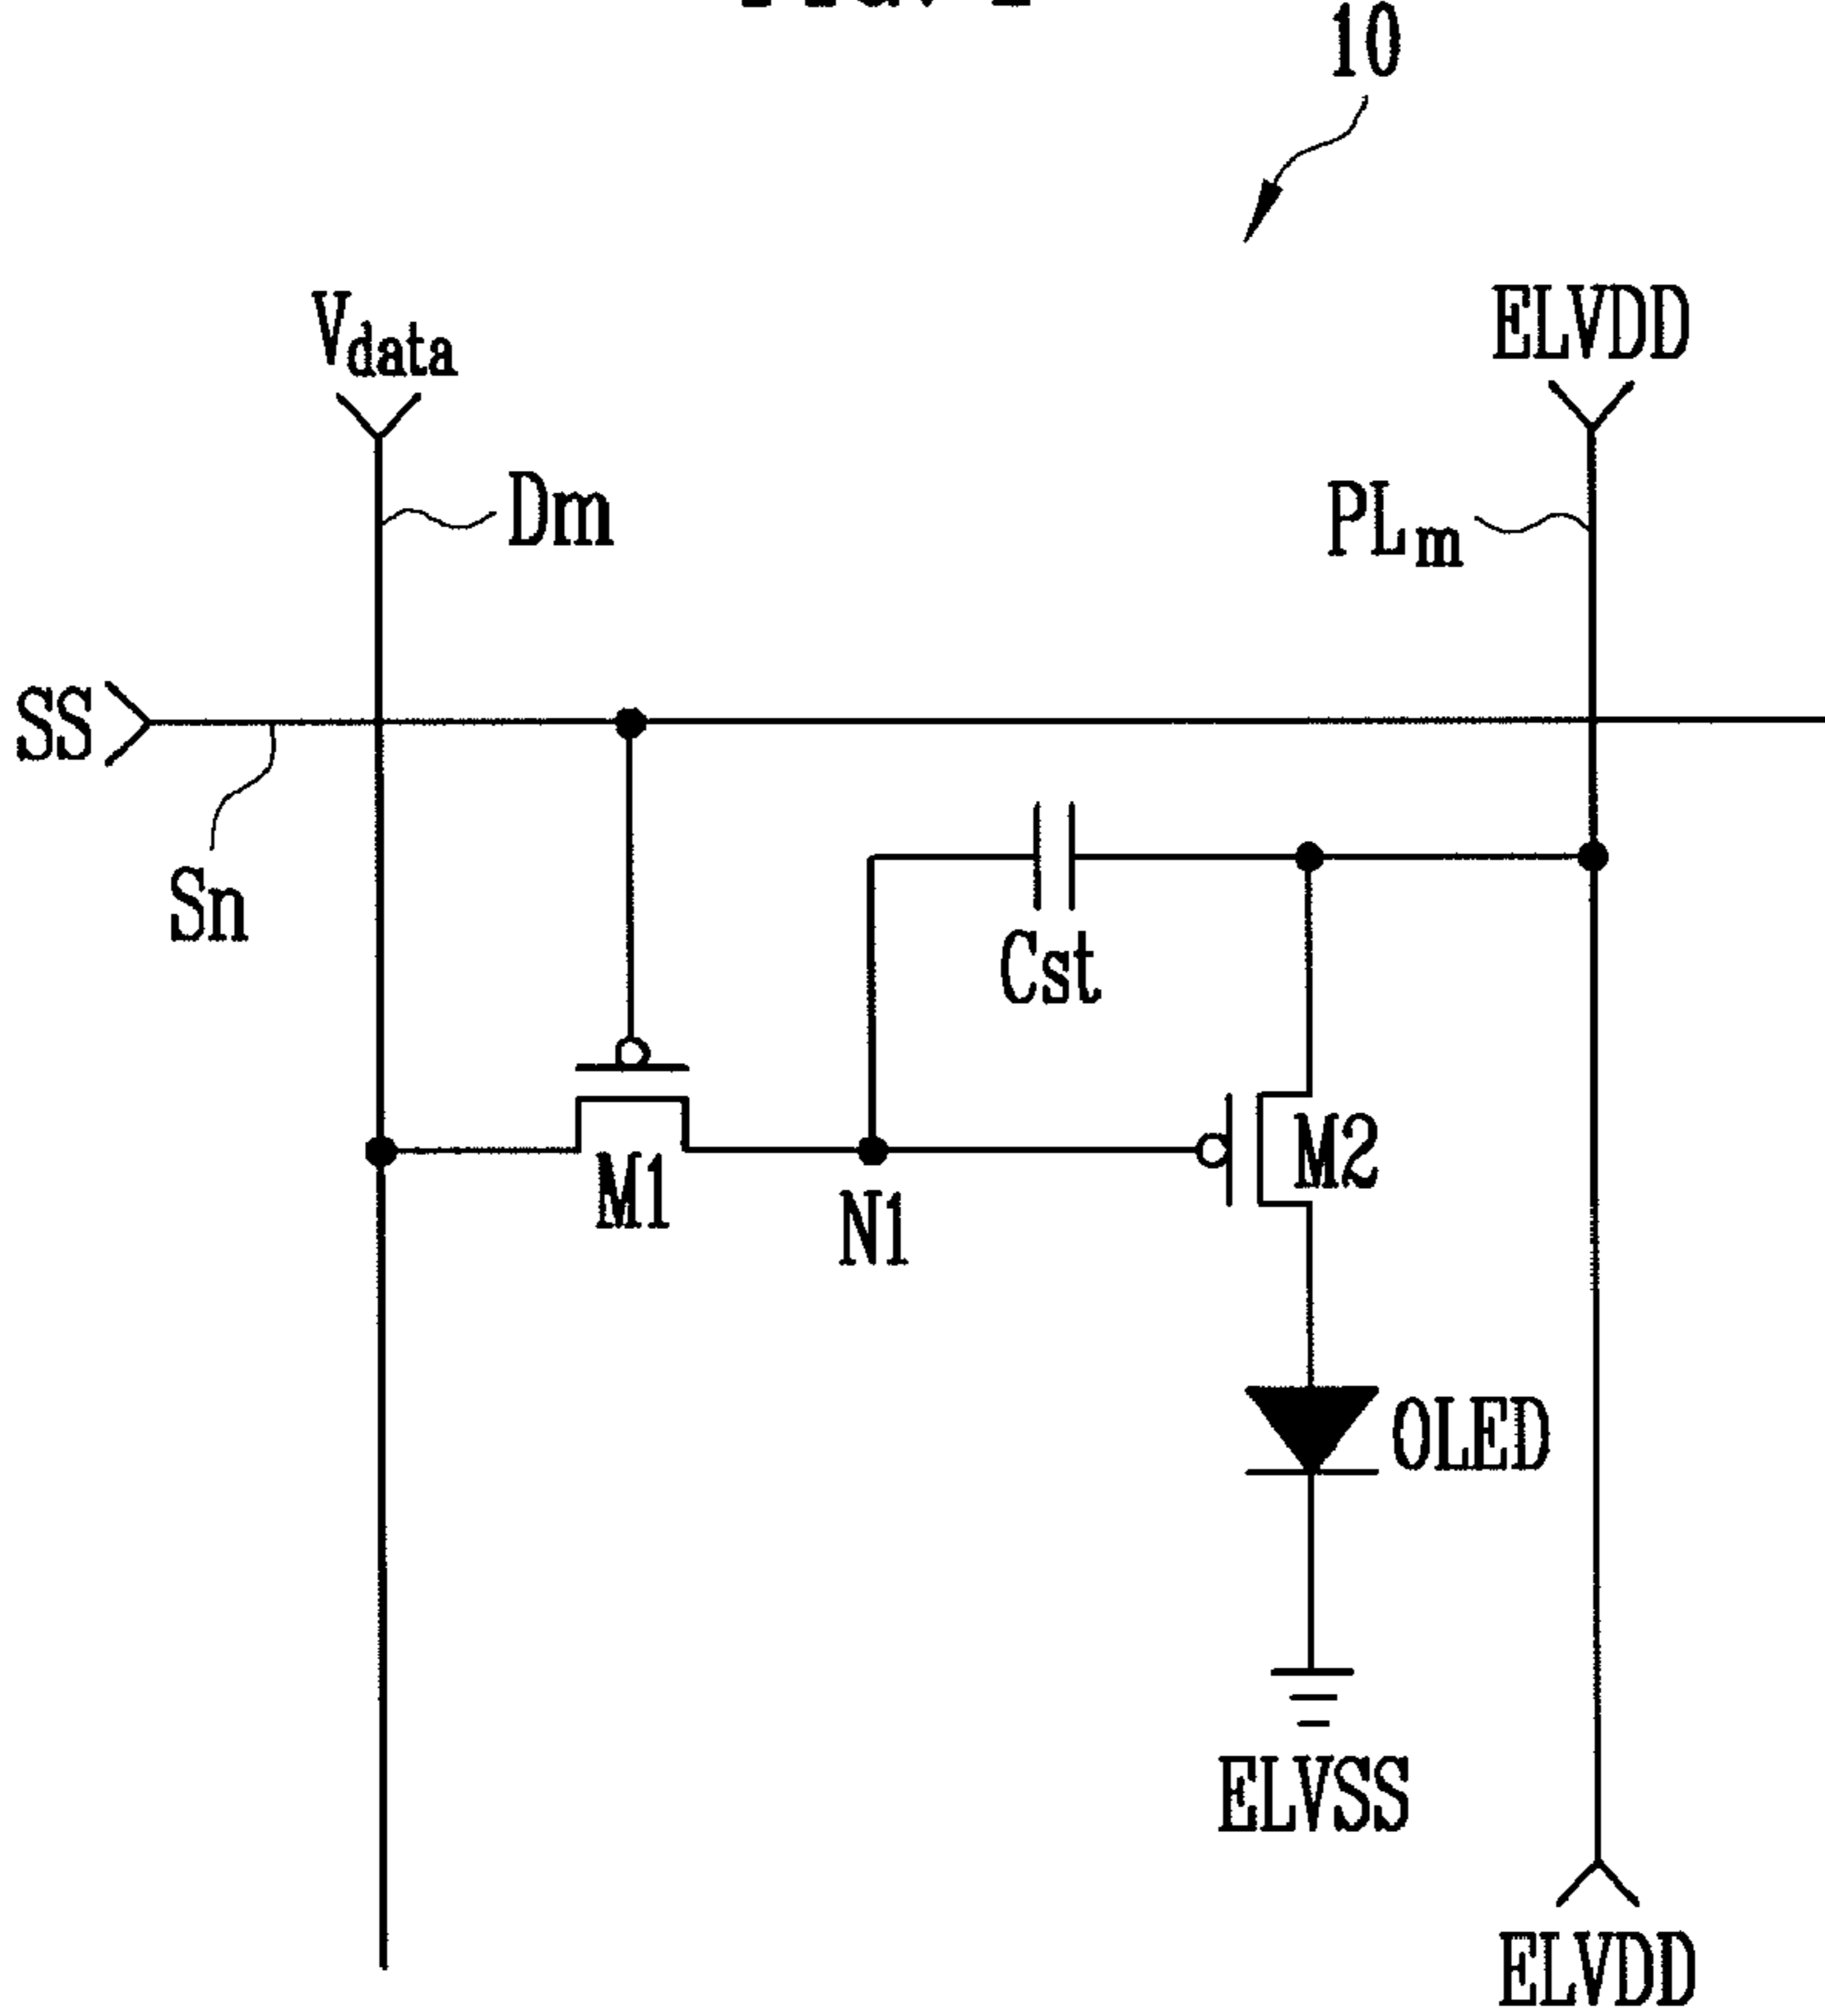 10
Vdata
ELVDD
Dm
PLm
SS
Sn
Cst
M1
M2
N1
OLED
ELVSS
ELVDD